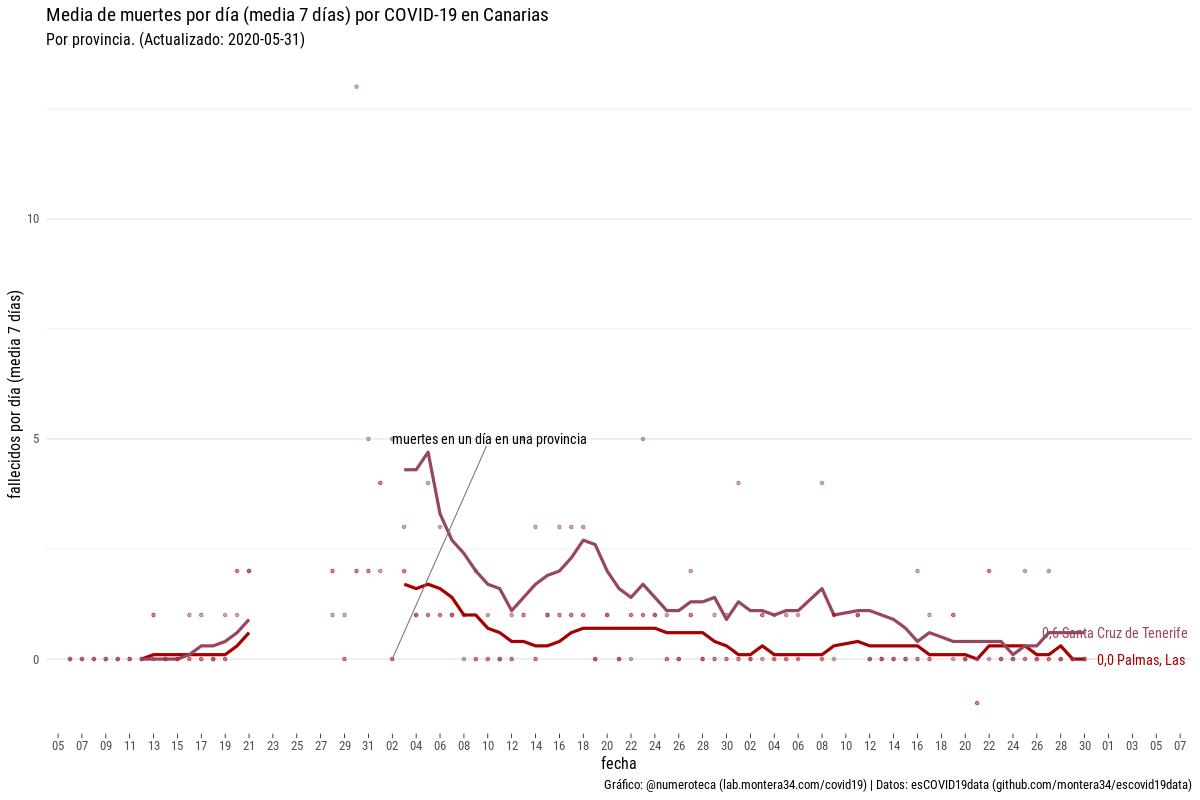 Media de muertes por día (media 7 días) por COVID-19 en Canarias
Por provincia. (Actualizado: 2020-05-31)
fallecidos por día (media 7 días)
10
5
0
muertes en un día en una provincia
0,6 Santa Cruz de Tenerife
0,0 Palmas, Las
05 07 09 11 13 15 17 19 21 23 25 27 29 31 02 04 06 08 10 12 14 16 18 20 22 24 26 28 30 02 04 06 08 10 12 14 16 18 20 22 24 26 28 30 01 03 05 07
fecha
Gráfico: @numeroteca (lab.montera34.com/covid19) | Datos: esCOVID19data (github.com/montera34/escovid19data)